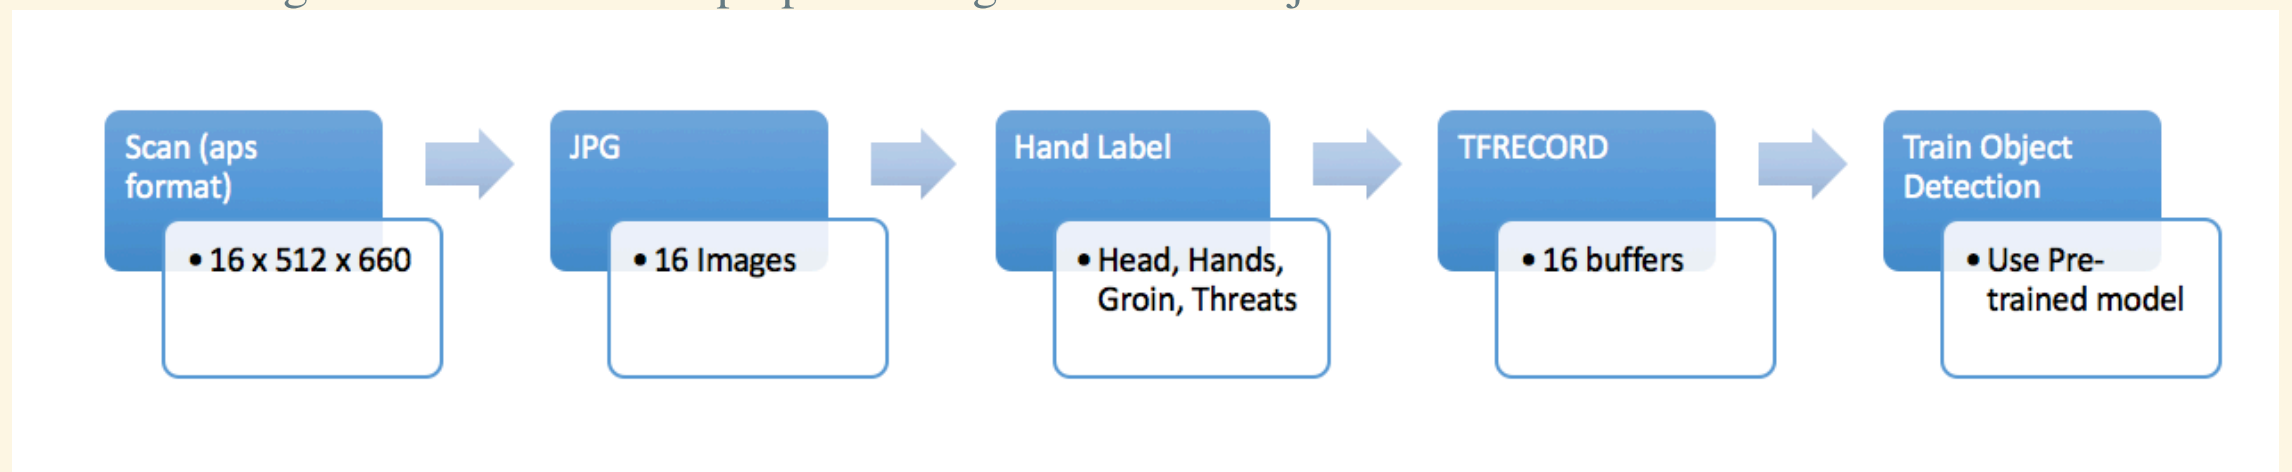 Scan (aps
format)
• 16 x 512 x 660
JPG
• 16 Images
Hand Label
• Head, Hands,
Groin, Threats
TFRECORD
• 16 buffers
Train Object
Detection
• Use Pre-
trained model